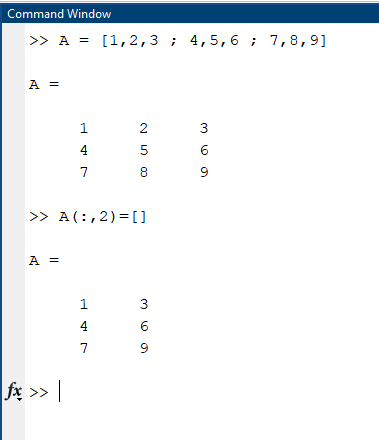 Command Window
>> A = [1,2,3 ; 4,5,6 ; 7,8,9]
A =
1 2 3
4 5 6
7 8 9
>> A(:,2)=[]
A =
1 3
4 6
7 9
fx >>